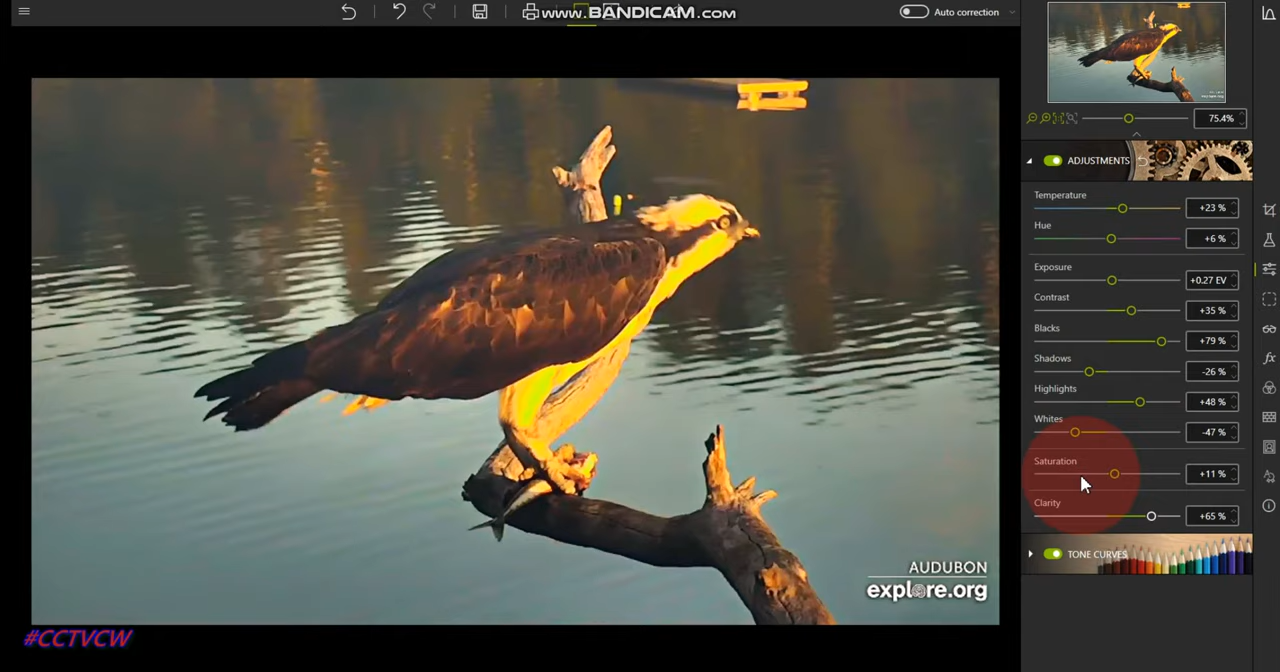 www.BANDICAM.com
Auto correction
75.4%
ADJUSTMENTS
Temperature
+23 %
Hue
+6 %
Exposure
+0.27 EV
Contrast
+35 %
Blacks
+79 %
Shadows
-26 %
Highlights
+48 %
Whites
-47 %
Saturation
+11 %
Clarity
+65 %
TONE CURVES
AUDUBON
explore.org
#CCTVCW